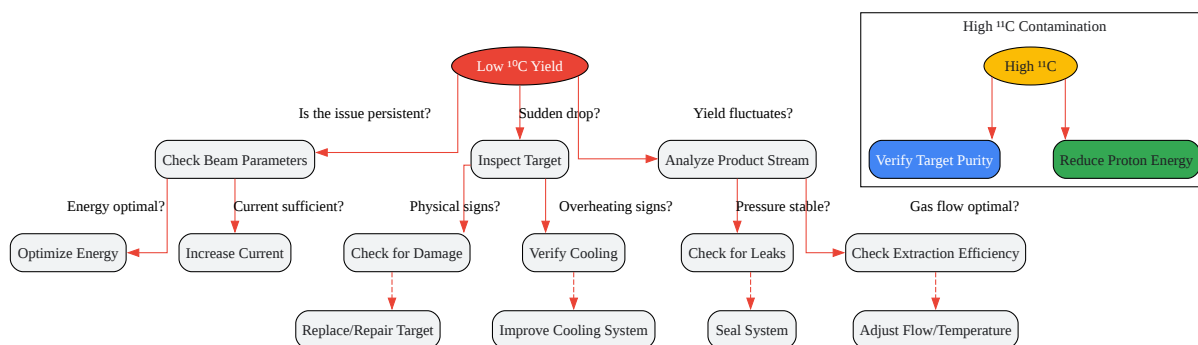 High ¹¹C Contamination
Low ¹⁰C Yield
High ¹¹C
Is the issue persistent?
Sudden drop?
Yield fluctuates?
Check Beam Parameters
Inspect Target
Analyze Product Stream
Verify Target Purity
Reduce Proton Energy
Energy optimal?
Current sufficient?
Physical signs?
Overheating signs?
Pressure stable?
Gas flow optimal?
Optimize Energy
Increase Current
Check for Damage
Verify Cooling
Check for Leaks
Check Extraction Efficiency
Replace/Repair Target
Improve Cooling System
Seal System
Adjust Flow/Temperature